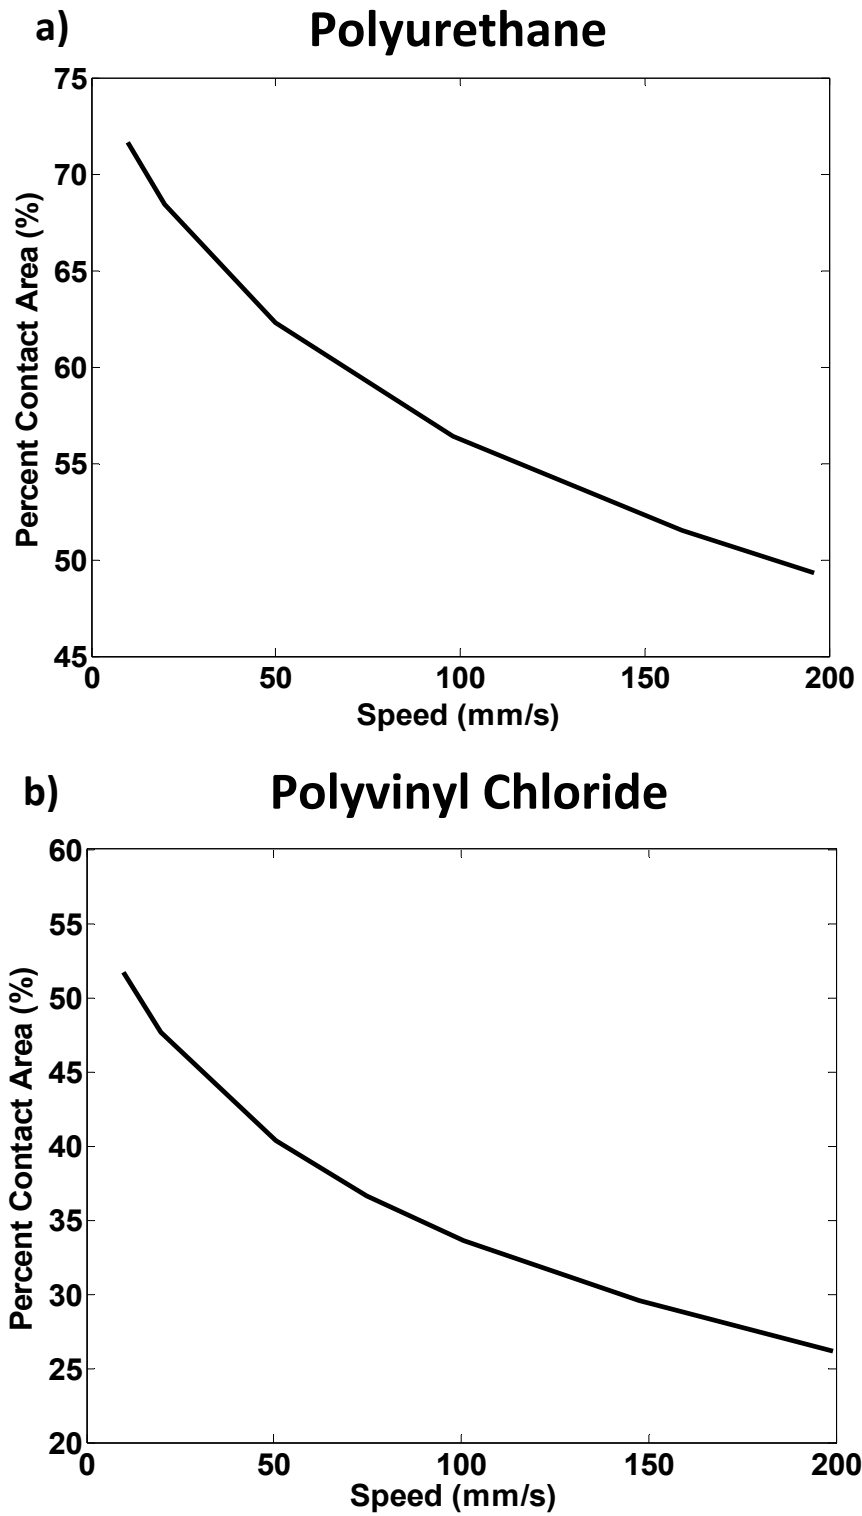 a)
Polyurethane
75
70
65
60
55
50
45
Percent Contact Area (%)
0 50 100 150 200
Speed (mm/s)
b)
Polyvinyl Chloride
60
55
50
45
40
35
30
25
20
Percent Contact Area (%)
0 50 100 150 200
Speed (mm/s)